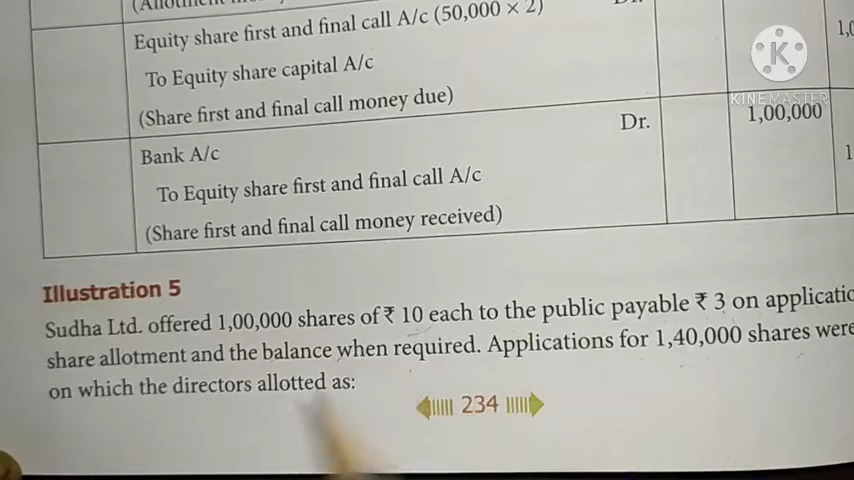 Equity share first and final call A/c (50,000 × 2)
To Equity share capital A/c
(Share first and final call money due)
Bank A/c Dr. 1,00,000
To Equity share first and final call A/c
(Share first and final call money received)
Illustration 5
Sudha Ltd. offered 1,00,000 shares of ₹ 10 each to the public payable ₹ 3 on applicatio
share allotment and the balance when required. Applications for 1,40,000 shares were
on which the directors allotted as:
234
K
KINEMASTER